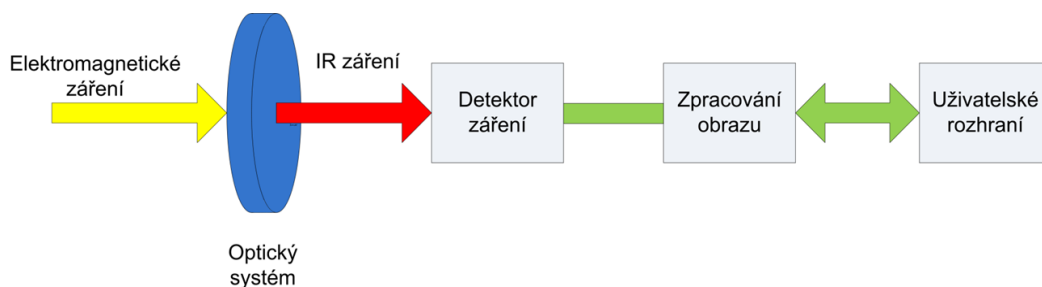 Elektromagnetické
záření
IR záření
Detektor
záření
Zpracování
obrazu
Uživatelské
rozhraní
Optický
systém